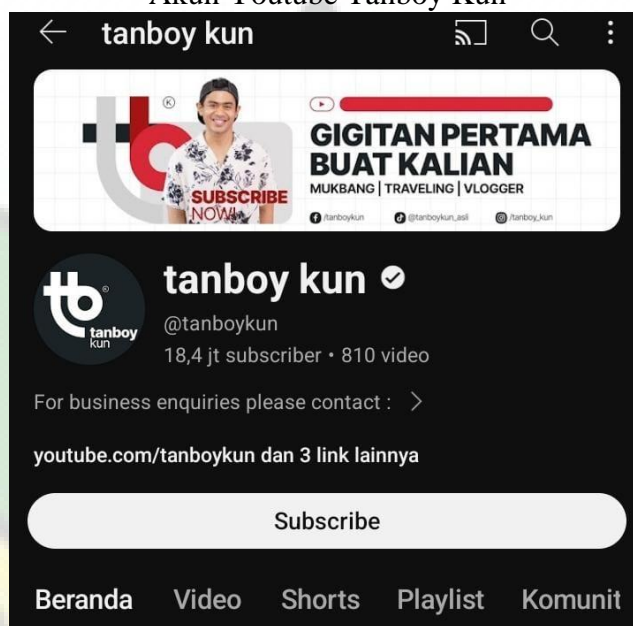 Akun Youtube Tanboy Kun
tanboy kun
GIGITAN PERTAMA
BUAT KALIAN
MUKBANG | TRAVELING | VLOGGER
SUBSCRIBE
NOW!
/tanboykun @tanboykun_asli /tanboy_kun
tb
tanboy
kun
tanboy kun
@tanboykun
18,4 jt subscriber • 810 video
For business enquiries please contact : >
youtube.com/tanboykun dan 3 link lainnya
Subscribe
Beranda Video Shorts Playlist Komunit